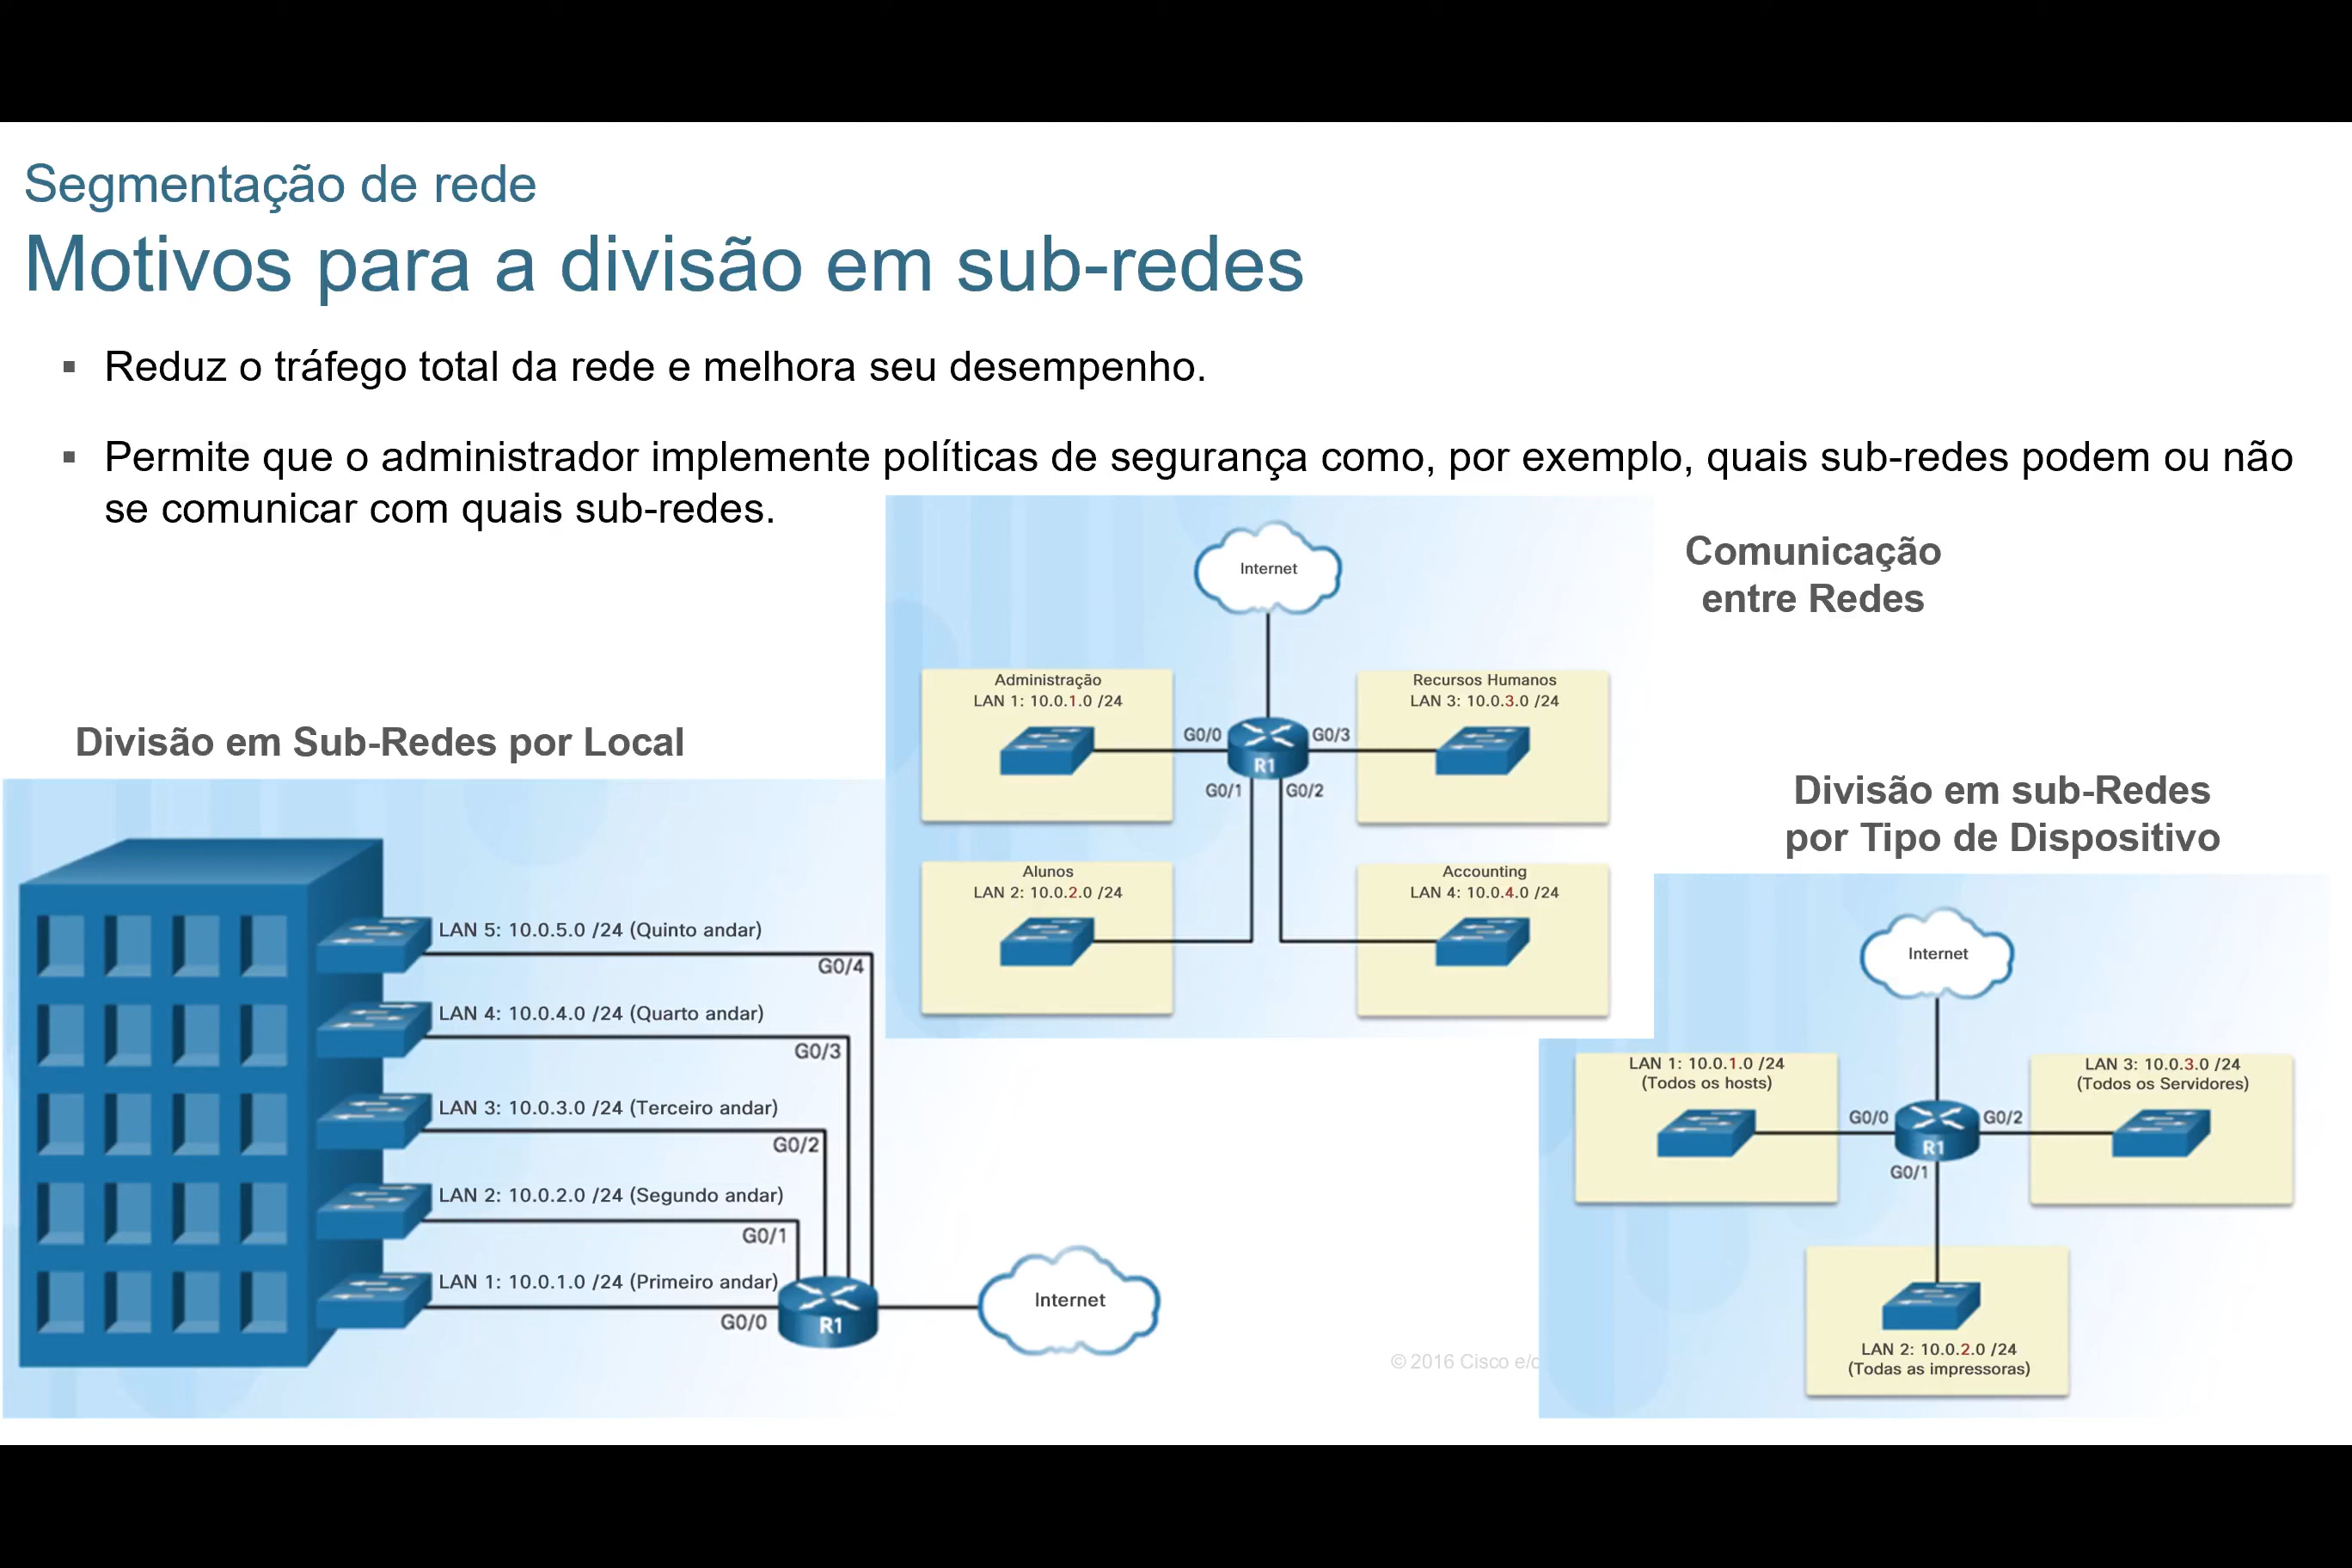 Segmentação de rede
Motivos para a divisão em sub-redes
▪ Reduz o tráfego total da rede e melhora seu desempenho.
▪ Permite que o administrador implemente políticas de segurança como, por exemplo, quais sub-redes podem ou não
se comunicar com quais sub-redes.
Comunicação
entre Redes
Internet
Administração
LAN 1: 10.0.1.0 /24
Recursos Humanos
LAN 3: 10.0.3.0 /24
G0/0
G0/3
R1
G0/1
G0/2
Alunos
LAN 2: 10.0.2.0 /24
Accounting
LAN 4: 10.0.4.0 /24
Divisão em Sub-Redes por Local
LAN 5: 10.0.5.0 /24 (Quinto andar)
G0/4
LAN 4: 10.0.4.0 /24 (Quarto andar)
G0/3
LAN 3: 10.0.3.0 /24 (Terceiro andar)
G0/2
LAN 2: 10.0.2.0 /24 (Segundo andar)
G0/1
LAN 1: 10.0.1.0 /24 (Primeiro andar)
G0/0
R1
Internet
Divisão em sub-Redes
por Tipo de Dispositivo
Internet
LAN 1: 10.0.1.0 /24
(Todos os hosts)
LAN 3: 10.0.3.0 /24
(Todos os Servidores)
G0/0
G0/2
R1
G0/1
LAN 2: 10.0.2.0 /24
(Todas as impressoras)
© 2016 Cisco